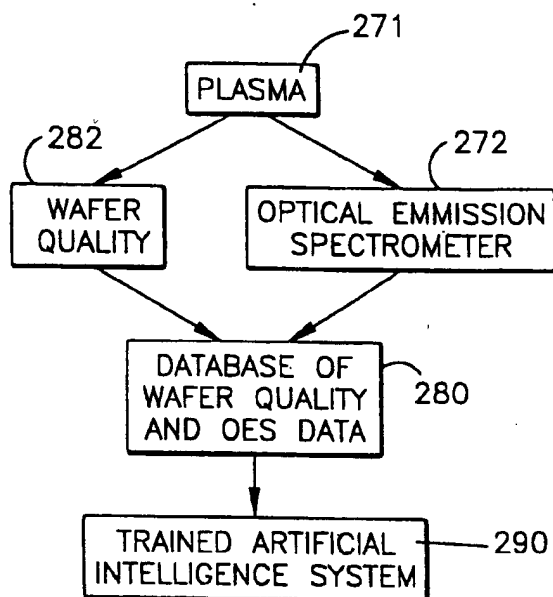 271
PLASMA
282
272
WAFER
QUALITY
OPTICAL EMMISSION
SPECTROMETER
DATABASE OF
WAFER QUALITY
AND OES DATA
280
TRAINED ARTIFICIAL
INTELLIGENCE SYSTEM
290